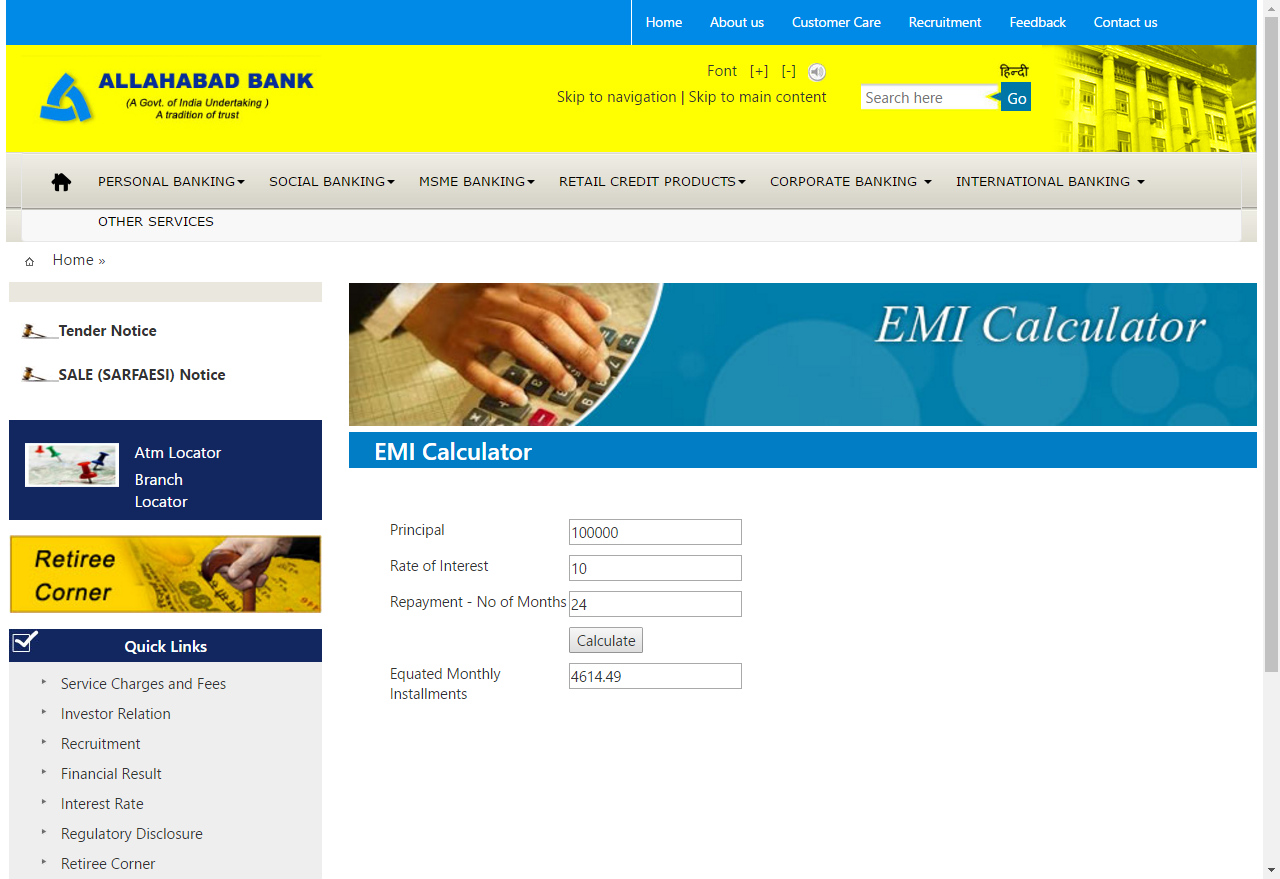 Home About us Customer Care Recruitment Feedback Contact us
ALLAHABAD BANK
(A Govt. of India Undertaking )
A tradition of trust
Font [+] [-]
हिन्दी
Skip to navigation | Skip to main content
Search here Go
PERSONAL BANKING SOCIAL BANKING MSME BANKING RETAIL CREDIT PRODUCTS CORPORATE BANKING INTERNATIONAL BANKING
OTHER SERVICES
Home »
Tender Notice
SALE (SARFAESI) Notice
Atm Locator
Branch
Locator
Retiree
Corner
Quick Links
Service Charges and Fees
Investor Relation
Recruitment
Financial Result
Interest Rate
Regulatory Disclosure
Retiree Corner
EMI Calculator
EMI Calculator
Principal 100000
Rate of Interest 10
Repayment - No of Months 24
Calculate
Equated Monthly 4614.49
Installments